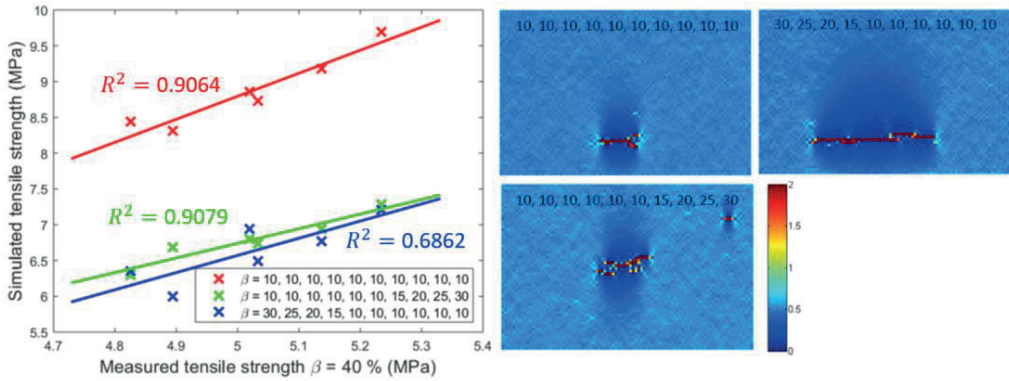 Simulated tensile strength (MPa)
10
9.5
9
8.5
8
7.5
7
6.5
6
5.5
R² = 0.9064
R² = 0.9079
R² = 0.6862
β = 10, 10, 10, 10, 10, 10, 10, 10, 10, 10
β = 10, 10, 10, 10, 10, 10, 15, 20, 25, 30
β = 30, 25, 20, 15, 10, 10, 10, 10, 10, 10
4.7 4.8 4.9 5 5.1 5.2 5.3 5.4
Measured tensile strength β = 40 % (MPa)
10, 10, 10, 10, 10, 10, 10, 10, 10, 10
30, 25, 20, 15, 10, 10, 10, 10, 10, 10
10, 10, 10, 10, 10, 10, 15, 20, 25, 30
2
1.5
1
0.5
0